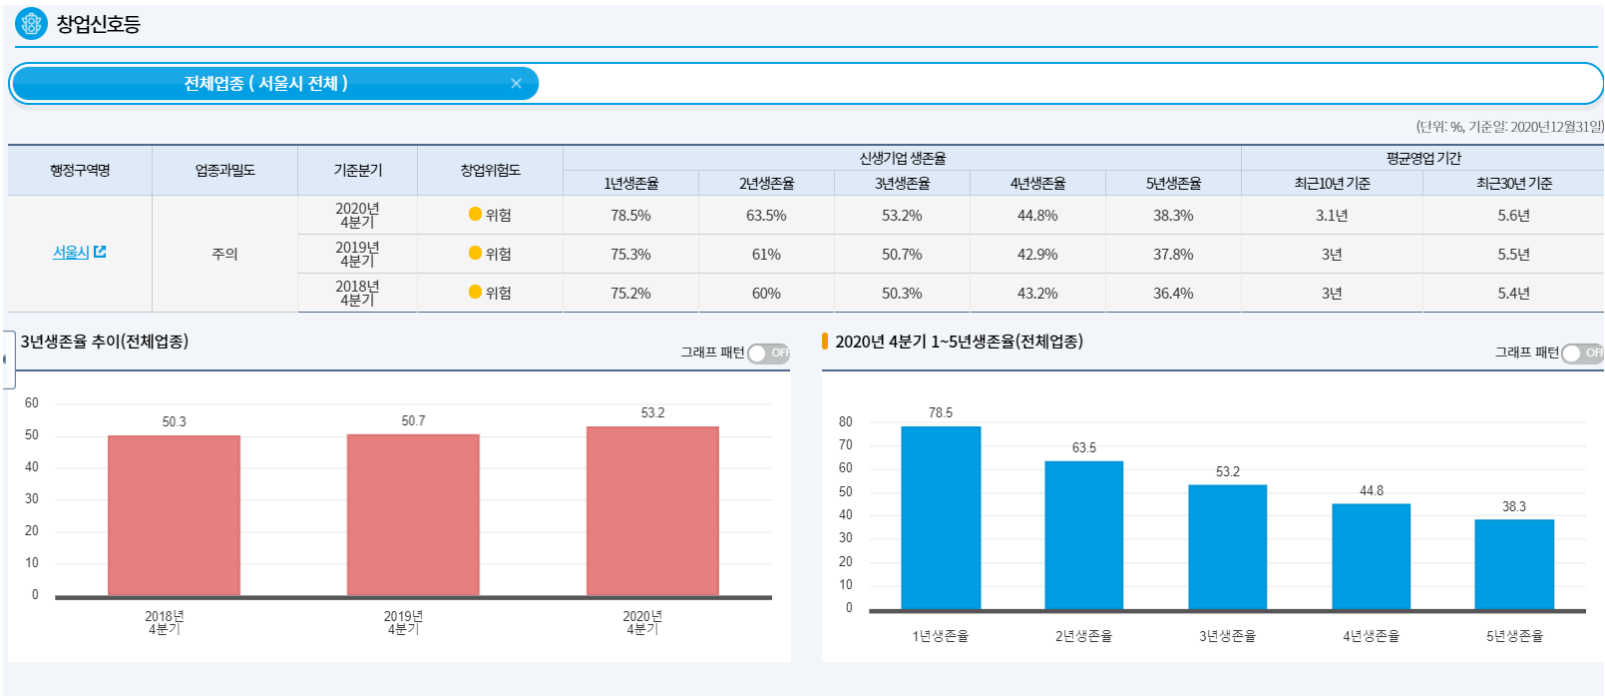 창업신호등
전체업종 ( 서울시 전체 ) ×
(단위: %, 기준일: 2020년12월31일)
행정구역명 업종과밀도 기준분기 창업위험도 신생기업 생존율 평균영업 기간
1년생존율 2년생존율 3년생존율 4년생존율 5년생존율 최근10년 기준 최근30년 기준
서울시 주의
2020년
4분기 위험 78.5% 63.5% 53.2% 44.8% 38.3% 3.1년 5.6년
2019년
4분기 위험 75.3% 61% 50.7% 42.9% 37.8% 3년 5.5년
2018년
4분기 위험 75.2% 60% 50.3% 43.2% 36.4% 3년 5.4년
3년생존율 추이(전체업종)
그래프 패턴 OFF
60
50
40
30
20
10
0
50.3 50.7 53.2
2018년 2019년 2020년
4분기 4분기 4분기
2020년 4분기 1~5년생존율(전체업종)
그래프 패턴 OFF
80
70
60
50
40
30
20
10
0
78.5 63.5 53.2 44.8 38.3
1년생존율 2년생존율 3년생존율 4년생존율 5년생존율